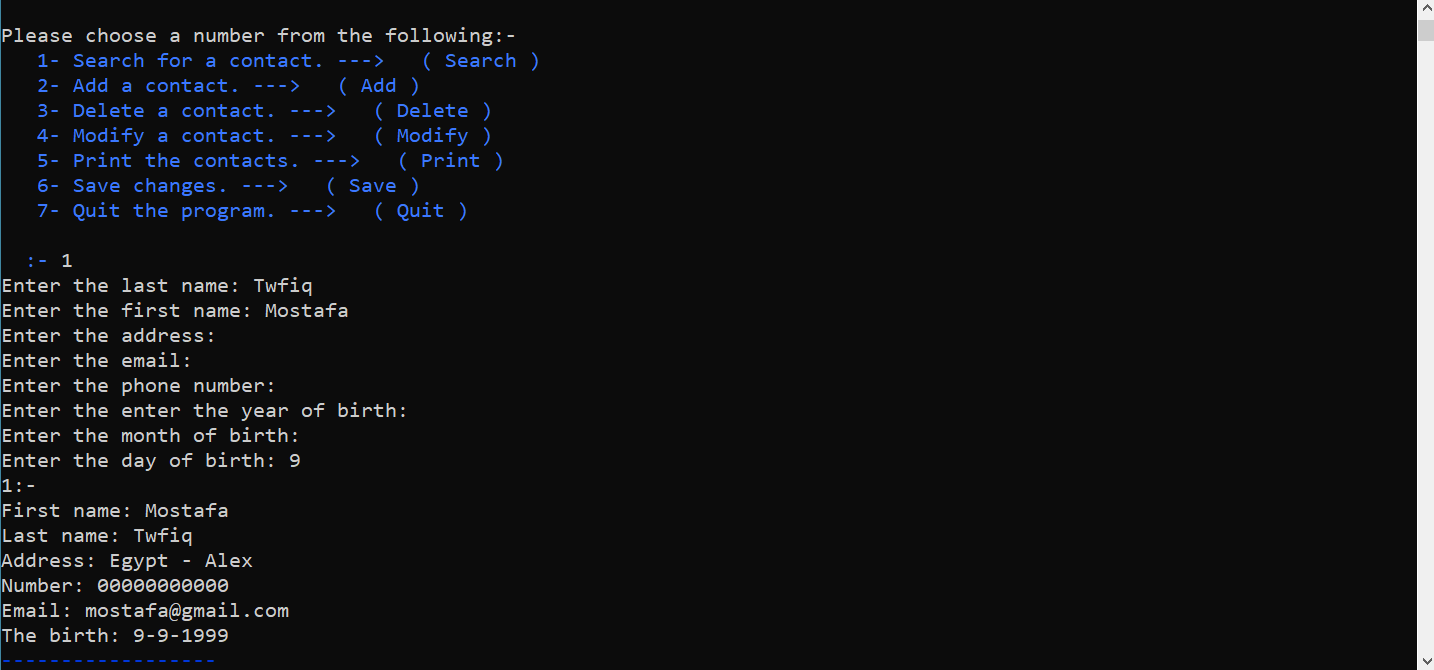 Please choose a number from the following:-
1- Search for a contact. --->   ( Search )
2- Add a contact. --->   ( Add )
3- Delete a contact. --->   ( Delete )
4- Modify a contact. --->   ( Modify )
5- Print the contacts. --->   ( Print )
6- Save changes. --->   ( Save )
7- Quit the program. --->   ( Quit )
:- 1
Enter the last name: Twfiq
Enter the first name: Mostafa
Enter the address:
Enter the email:
Enter the phone number:
Enter the enter the year of birth:
Enter the month of birth:
Enter the day of birth: 9
1:-
First name: Mostafa
Last name: Twfiq
Address: Egypt - Alex
Number: 00000000000
Email: mostafa@gmail.com
The birth: 9-9-1999
------------------